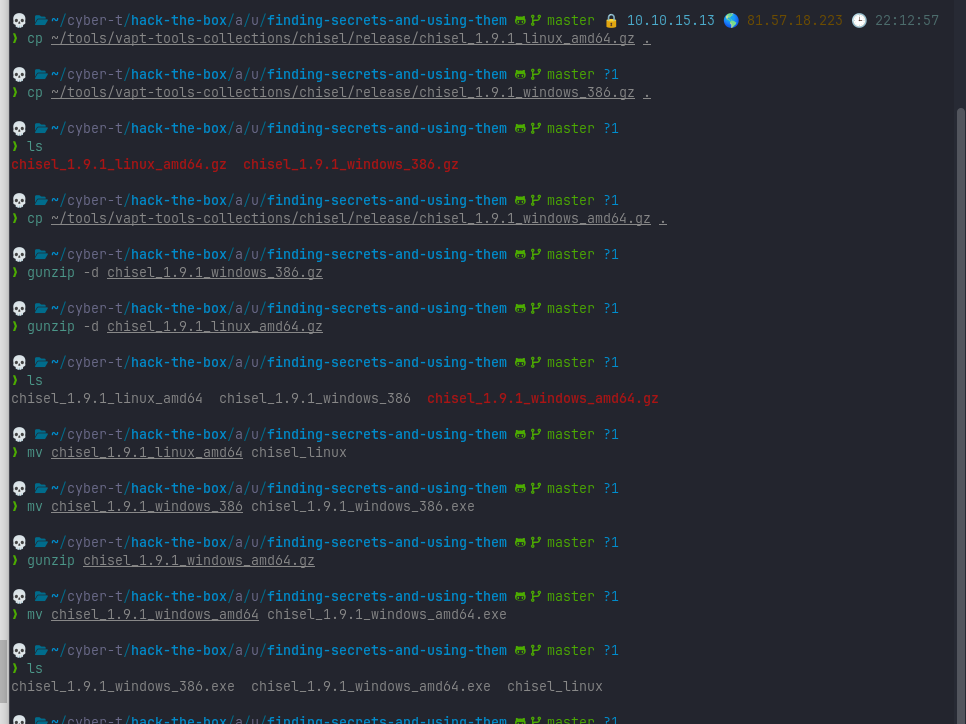 ~/cyber-t/hack-the-box/a/u/finding-secrets-and-using-them master 10.10.15.13 81.57.18.223 22:12:57
❯ cp ~/tools/vapt-tools-collections/chisel/release/chisel_1.9.1_linux_amd64.gz .
~/cyber-t/hack-the-box/a/u/finding-secrets-and-using-them master ?1
❯ cp ~/tools/vapt-tools-collections/chisel/release/chisel_1.9.1_windows_386.gz .
~/cyber-t/hack-the-box/a/u/finding-secrets-and-using-them master ?1
❯ ls
chisel_1.9.1_linux_amd64.gz chisel_1.9.1_windows_386.gz
~/cyber-t/hack-the-box/a/u/finding-secrets-and-using-them master ?1
❯ cp ~/tools/vapt-tools-collections/chisel/release/chisel_1.9.1_windows_amd64.gz .
~/cyber-t/hack-the-box/a/u/finding-secrets-and-using-them master ?1
❯ gunzip -d chisel_1.9.1_windows_386.gz
~/cyber-t/hack-the-box/a/u/finding-secrets-and-using-them master ?1
❯ gunzip -d chisel_1.9.1_linux_amd64.gz
~/cyber-t/hack-the-box/a/u/finding-secrets-and-using-them master ?1
❯ ls
chisel_1.9.1_linux_amd64 chisel_1.9.1_windows_386 chisel_1.9.1_windows_amd64.gz
~/cyber-t/hack-the-box/a/u/finding-secrets-and-using-them master ?1
❯ mv chisel_1.9.1_linux_amd64 chisel_linux
~/cyber-t/hack-the-box/a/u/finding-secrets-and-using-them master ?1
❯ mv chisel_1.9.1_windows_386 chisel_1.9.1_windows_386.exe
~/cyber-t/hack-the-box/a/u/finding-secrets-and-using-them master ?1
❯ gunzip chisel_1.9.1_windows_amd64.gz
~/cyber-t/hack-the-box/a/u/finding-secrets-and-using-them master ?1
❯ mv chisel_1.9.1_windows_amd64 chisel_1.9.1_windows_amd64.exe
~/cyber-t/hack-the-box/a/u/finding-secrets-and-using-them master ?1
❯ ls
chisel_1.9.1_windows_386.exe chisel_1.9.1_windows_amd64.exe chisel_linux
~/cyber-t/hack-the-box/a/u/finding-secrets-and-using-them master ?1